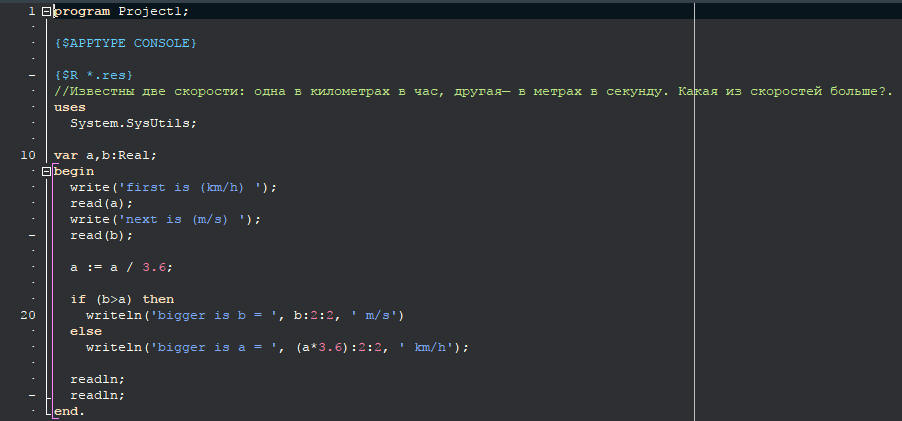 1 program Project1;
{$APPTYPE CONSOLE}
{$R *.res}
//Известны две скорости: одна в километрах в час, другая— в метрах в секунду. Какая из скоростей больше?.
uses
  System.SysUtils;
10 var a,b:Real;
begin
  write('first is (km/h) ');
  read(a);
  write('next is (m/s) ');
  read(b);
  a := a / 3.6;
  if (b>a) then
20     writeln('bigger is b = ', b:2:2, ' m/s')
  else
    writeln('bigger is a = ', (a*3.6):2:2, ' km/h');
  readln;
  readln;
end.